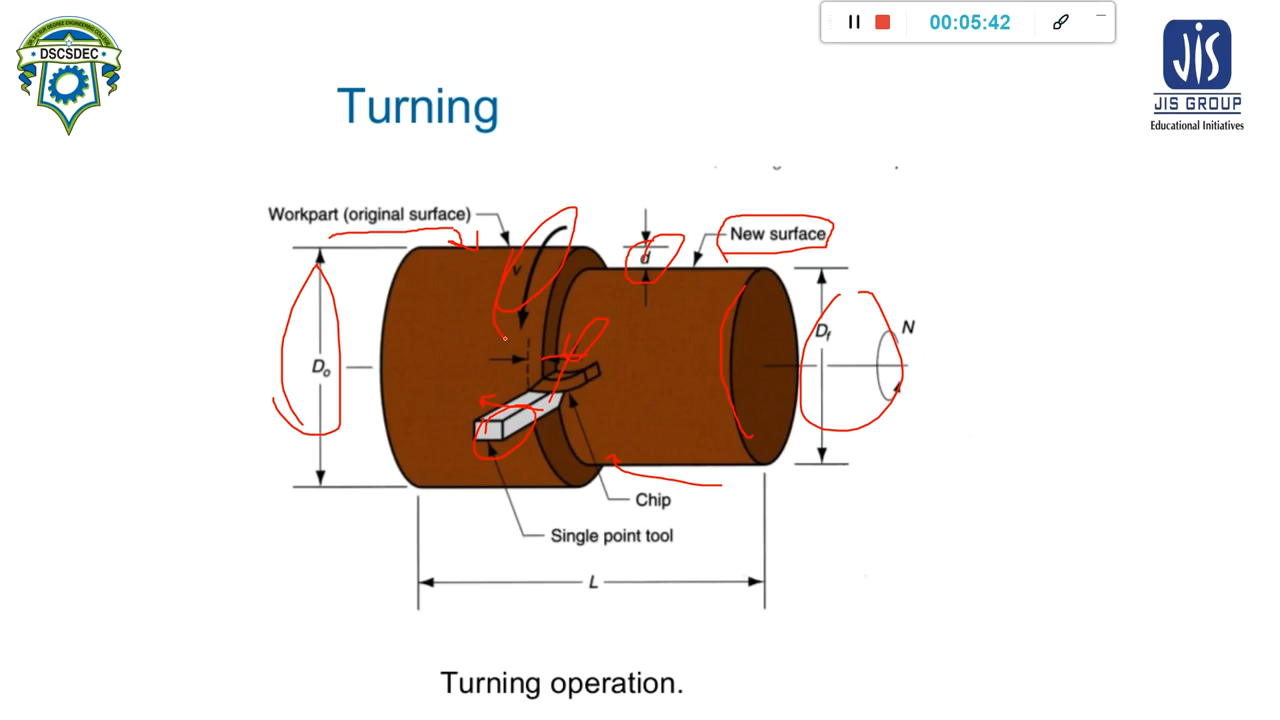 00:05:42
DSCSDEC
JIS
JIS GROUP
Educational Initiatives
Turning
Workpart (original surface)
New surface
d
v
Do
Df
N
Chip
Single point tool
L
Turning operation.